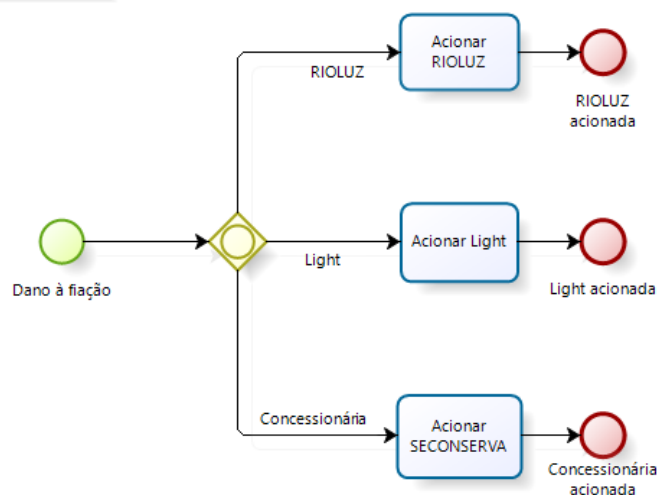 Acionar
RIOLUZ
RIOLUZ
RIOLUZ
acionada
Dano à fiação
Light
Acionar Light
Light acionada
Concessionária
Acionar
SECONSERVA
Concessionária
acionada